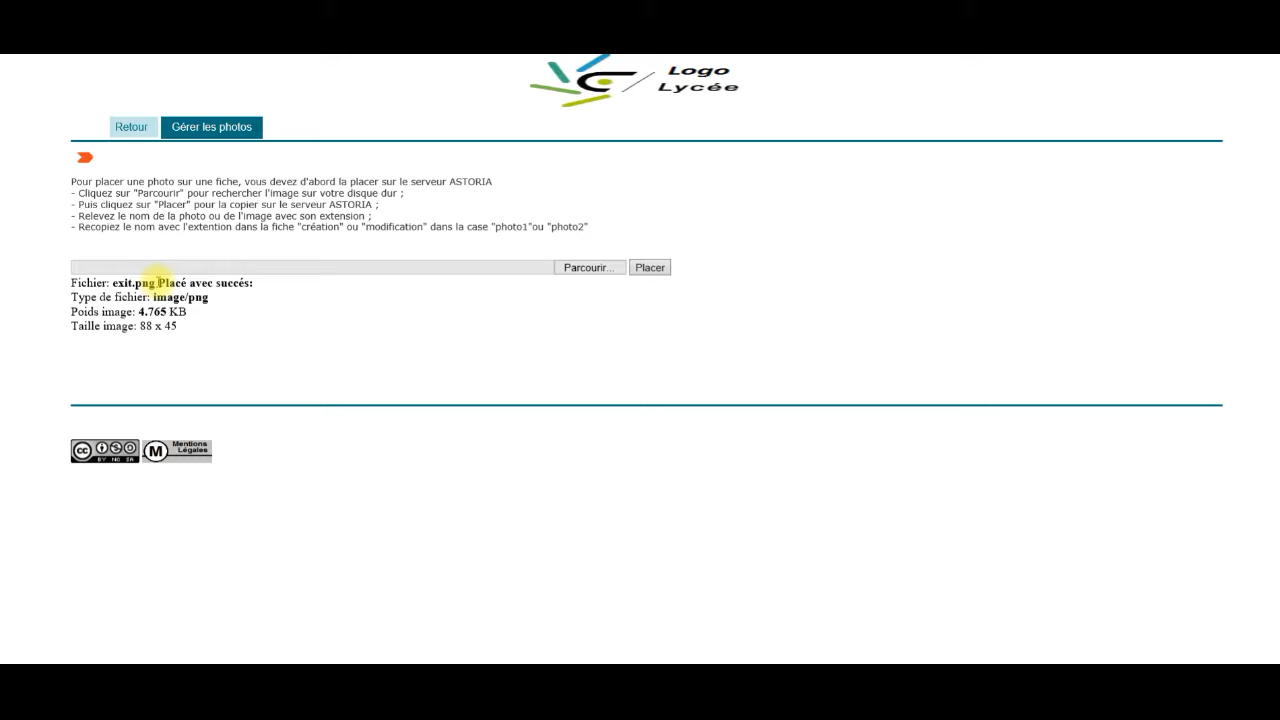 Logo
Lycée
Retour Gérer les photos
Pour placer une photo sur une fiche, vous devez d'abord la placer sur le serveur ASTORIA
- Cliquez sur "Parcourir" pour rechercher l'image sur votre disque dur ;
- Puis cliquez sur "Placer" pour la copier sur le serveur ASTORIA ;
- Relevez le nom de la photo ou de l'image avec son extension ;
- Recopiez le nom avec l'extention dans la fiche "création" ou "modification" dans la case "photo1"ou "photo2"
Parcourir... Placer
Fichier: exit.png Placé avec succés:
Type de fichier: image/png
Poids image: 4.765 KB
Taille image: 88 x 45
cc BY NC SA M Mentions
Légales